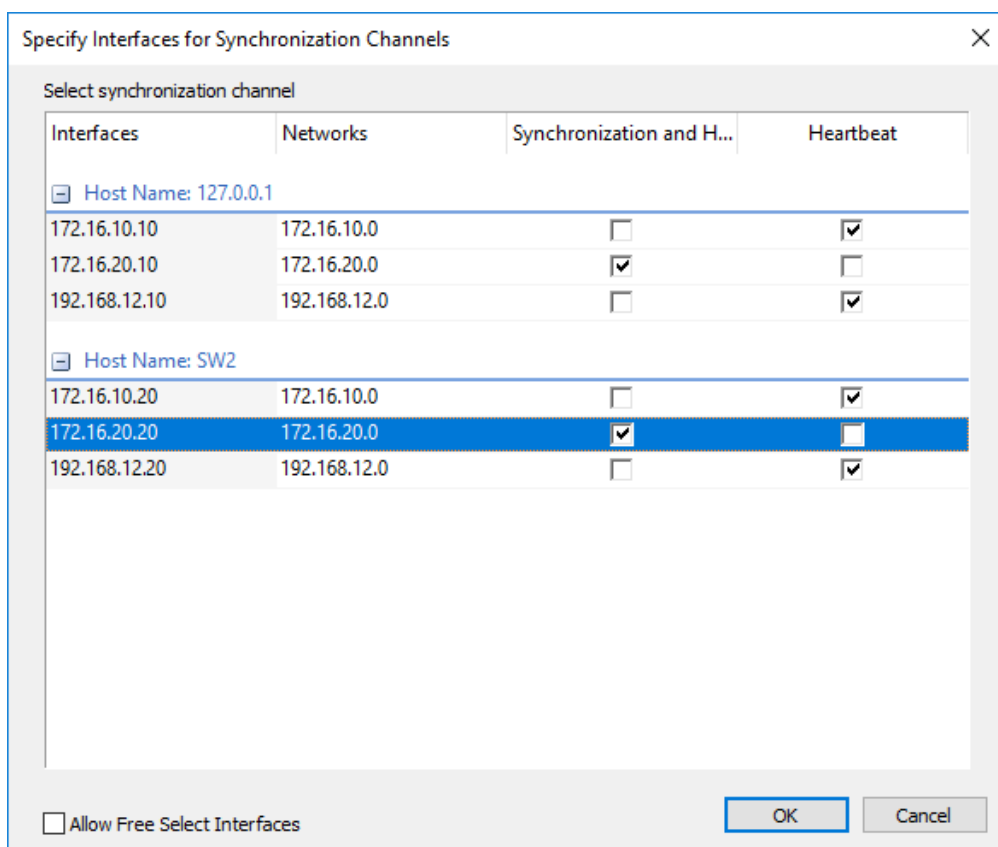 Specify Interfaces for Synchronization Channels
Select synchronization channel
Interfaces Networks Synchronization and H... Heartbeat
Host Name: 127.0.0.1
172.16.10.10 172.16.10.0
172.16.20.10 172.16.20.0
192.168.12.10 192.168.12.0
Host Name: SW2
172.16.10.20 172.16.10.0
172.16.20.20 172.16.20.0
192.168.12.20 192.168.12.0
Allow Free Select Interfaces OK Cancel